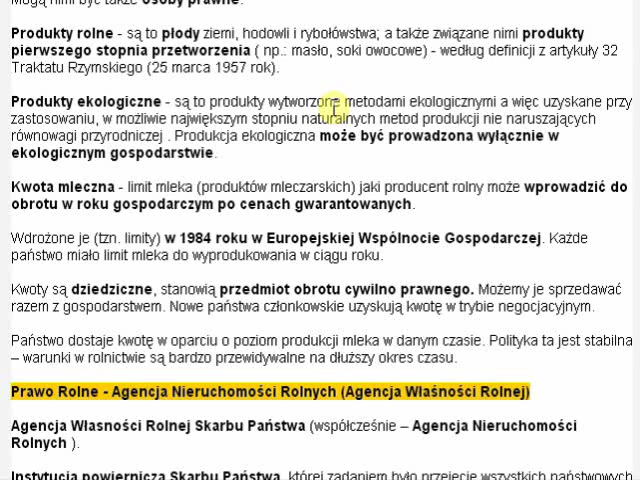 Mogą nimi być także osoby prawne.
Produkty rolne - są to płody ziemi, hodowli i rybołówstwa; a także związane nimi produkty
pierwszego stopnia przetworzenia ( np.: masło, soki owocowe) - według definicji z artykuły 32
Traktatu Rzymskiego (25 marca 1957 rok).
Produkty ekologiczne - są to produkty wytworzone metodami ekologicznymi a więc uzyskane przy
zastosowaniu, w możliwie największym stopniu naturalnych metod produkcji nie naruszających
równowagi przyrodniczej . Produkcja ekologiczna może być prowadzona wyłącznie w
ekologicznym gospodarstwie.
Kwota mleczna - limit mleka (produktów mleczarskich) jaki producent rolny może wprowadzić do
obrotu w roku gospodarczym po cenach gwarantowanych.
Wdrożone je (tzn. limity) w 1984 roku w Europejskiej Wspólnocie Gospodarczej. Każde
państwo miało limit mleka do wyprodukowania w ciągu roku.
Kwoty są dziedziczne, stanowią przedmiot obrotu cywilno prawnego. Możemy je sprzedawać
razem z gospodarstwem. Nowe państwa członkowskie uzyskują kwotę w trybie negocjacyjnym.
Państwo dostaje kwotę w oparciu o poziom produkcji mleka w danym czasie. Polityka ta jest stabilna
– warunki w rolnictwie są bardzo przewidywalne na dłuższy okres czasu.
Prawo Rolne - Agencja Nieruchomości Rolnych (Agencja Własności Rolnej)
Agencja Własności Rolnej Skarbu Państwa (współcześnie – Agencja Nieruchomości
Rolnych ).
Instytucja powiernicza Skarbu Państwa, której zadaniem było przejęcie wszystkich państwowych